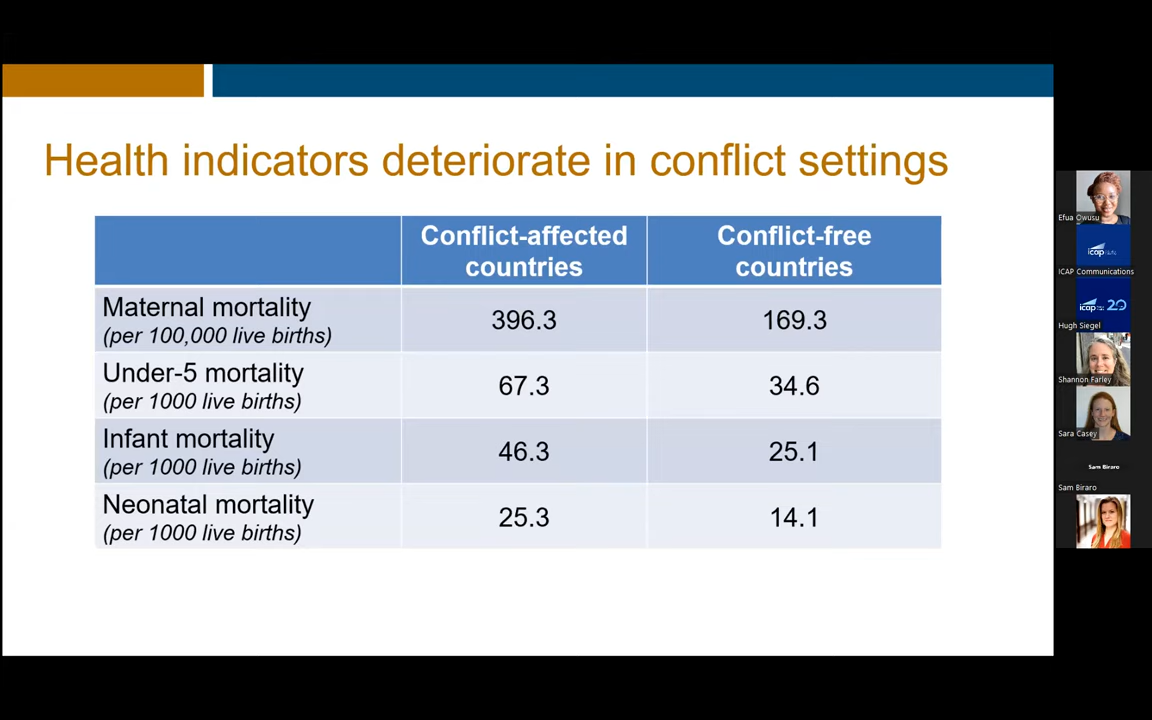 Health indicators deteriorate in conflict settings
Conflict-affected countries
Conflict-free countries
Maternal mortality
(per 100,000 live births)
396.3
169.3
Under-5 mortality
(per 1000 live births)
67.3
34.6
Infant mortality
(per 1000 live births)
46.3
25.1
Neonatal mortality
(per 1000 live births)
25.3
14.1
Efua Owusu
icap
ICAP Communications
icap
20
Hugh Siegel
Shannon Farley
Sara Casey
Sam Biraro
Sam Biraro